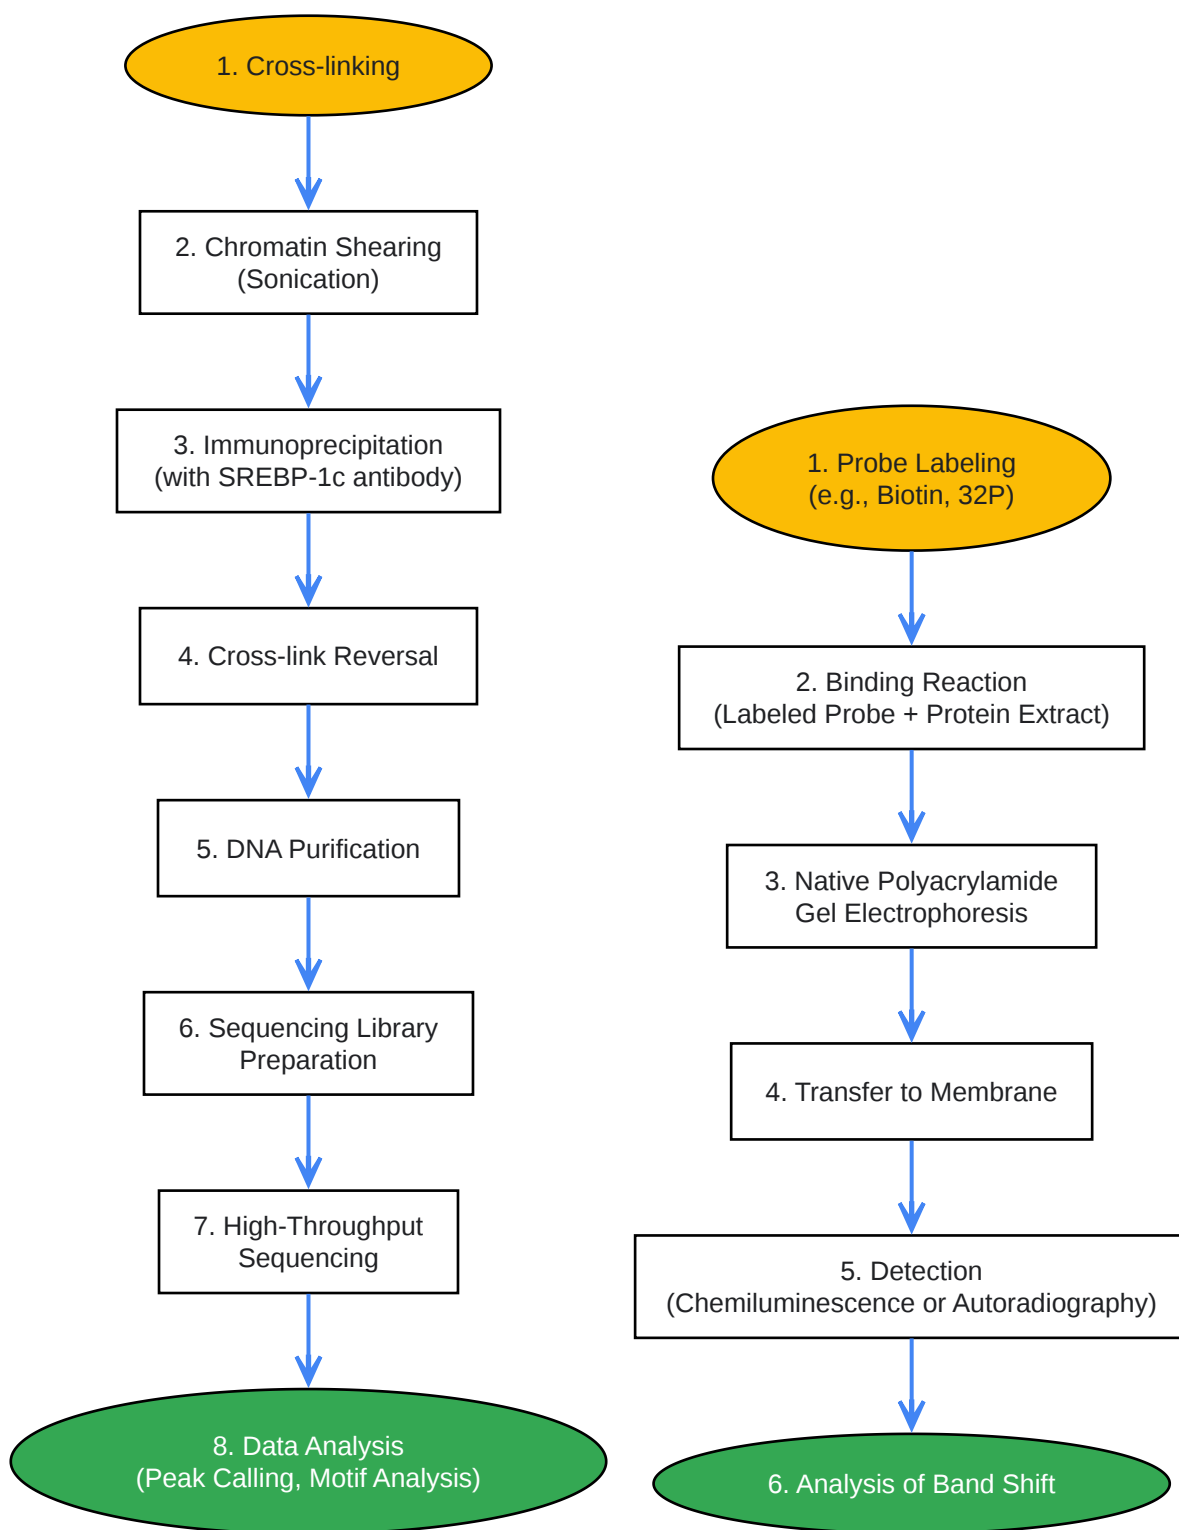 1. Cross-linking
2. Chromatin Shearing
(Sonication)
3. Immunoprecipitation
(with SREBP-1c antibody)
4. Cross-link Reversal
5. DNA Purification
6. Sequencing Library
Preparation
7. High-Throughput
Sequencing
8. Data Analysis
(Peak Calling, Motif Analysis)
1. Probe Labeling
(e.g., Biotin, 32P)
2. Binding Reaction
(Labeled Probe + Protein Extract)
3. Native Polyacrylamide
Gel Electrophoresis
4. Transfer to Membrane
5. Detection
(Chemiluminescence or Autoradiography)
6. Analysis of Band Shift